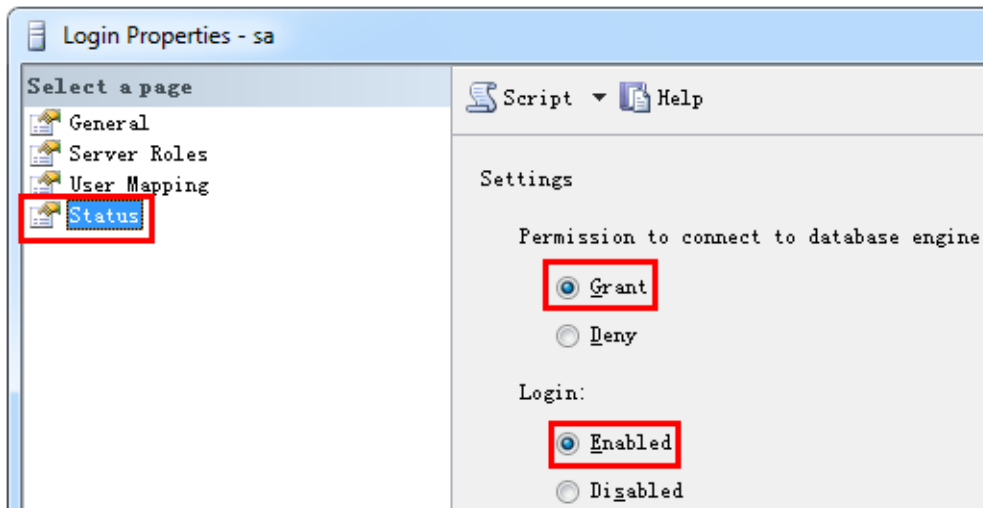 Login Properties - sa
Select a page
General
Server Roles
User Mapping
Status
Script Help
Settings
Permission to connect to database engine
Grant
Deny
Login:
Enabled
Disabled